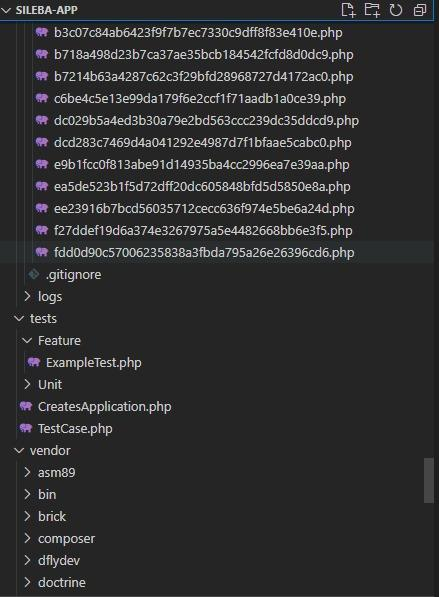 SILEBA-APP
b3c07c84ab6423f9f7b7ec7330c9dff8f83e410e.php
b718a498d23b7ca37ae35bcb184542fcfd8d0dc9.php
b7214b63a4287c62c3f29bfd28968727d4172ac0.php
c6be4c5e13e99da179f6e2ccf1f71aadb1a0ce39.php
dc029b5a4ed3b30a79e2bd563ccc239dc35ddcd9.php
dcd283c7469d4a041292e4987d7f1bfaae5cabc0.php
e9b1fcc0f813abe91d14935ba4cc2996ea7e39aa.php
ea5de523b1f5d72dff20dc605848bfd5d5850e8a.php
ee23916b7bcd56035712cecc636f974e5be6a24d.php
f27ddef19d6a374e3267975a5e4482668bb6e3f5.php
fdd0d90c57006235838a3fbda795a26e26396cd6.php
.gitignore
logs
tests
Feature
ExampleTest.php
Unit
CreatesApplication.php
TestCase.php
vendor
asm89
bin
brick
composer
dflydev
doctrine